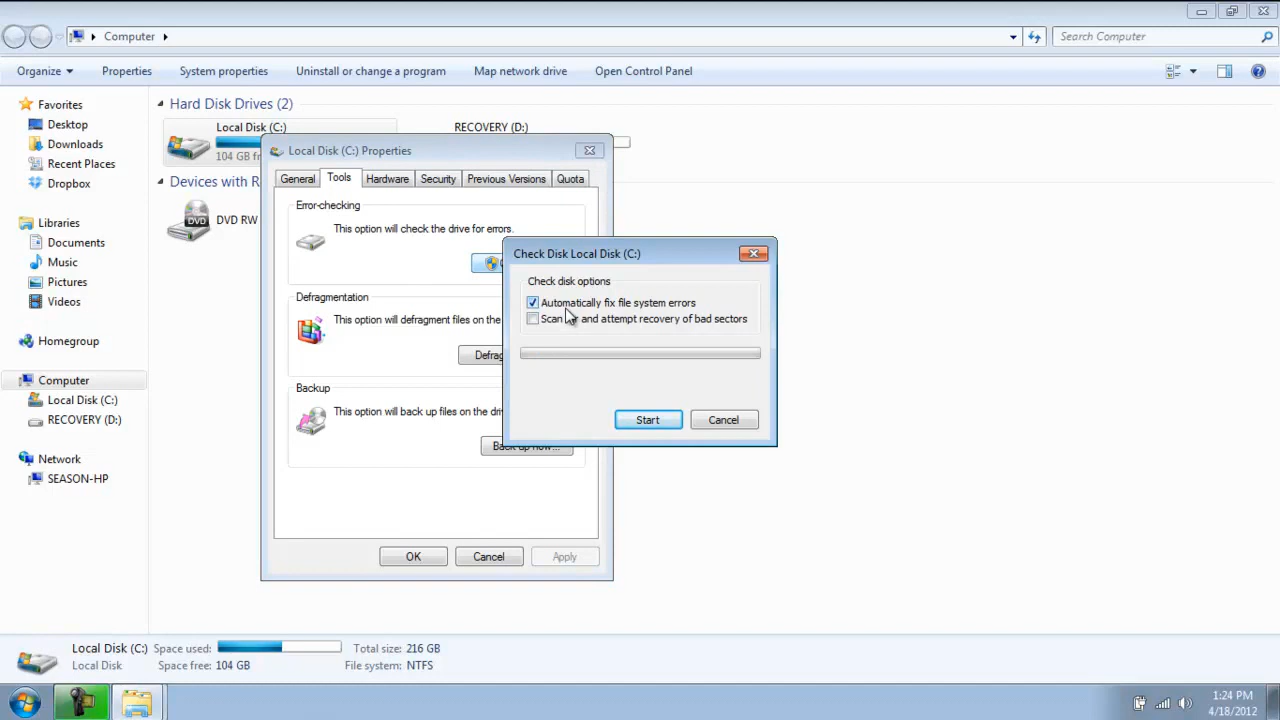 Computer
Search Computer
Organize
Properties
System properties
Uninstall or change a program
Map network drive
Open Control Panel
Favorites
Desktop
Downloads
Recent Places
Dropbox
Libraries
Documents
Music
Pictures
Videos
Homegroup
Computer
Local Disk (C:)
RECOVERY (D:)
Network
SEASON-HP
Hard Disk Drives (2)
Local Disk (C:)
104 GB
RECOVERY (D:)
Devices with
DVD RW
DVD
Local Disk (C:) Properties
General
Tools
Hardware
Security
Previous Versions
Quota
Error-checking
This option will check the drive for errors.
Defragmentation
This option will defragment files on the
Backup
This option will back up files on the
Back up now...
OK
Cancel
Apply
Check Disk Local Disk (C:)
Check disk options
Automatically fix file system errors
Scan and attempt recovery of bad sectors
Start
Cancel
Local Disk (C:) Space used: Total size: 216 GB
Local Disk Space free: 104 GB File system: NTFS
1:24 PM
4/18/2012